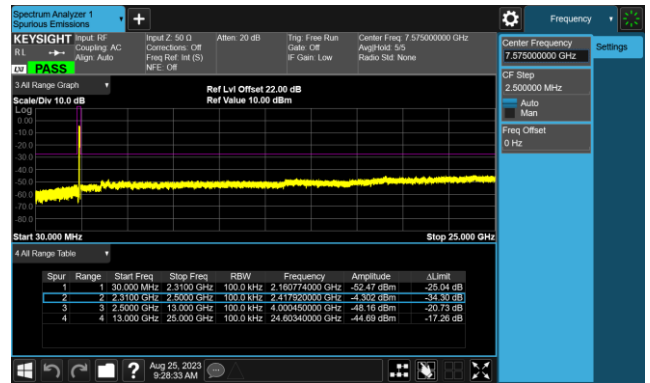 Spectrum Analyzer 1
Spurious Emissions
+
Frequency
KEYSIGHT
Input: RF
Input Z: 50 Ω
Atten: 20 dB
Trig: Free Run
Center Freq: 7.575000000 GHz
RL
Coupling: AC
Corrections: Off
Gate: Off
Avg|Hold: 5/5
Align: Auto
Freq Ref: Int (S)
IF Gain: Low
Radio Std: None
NFE: Off
LXI PASS
3 All Range Graph
Ref Lvl Offset 22.00 dB
Scale/Div 10.0 dB
Ref Value 10.00 dBm
Log
0.00
-10.0
-20.0
-30.0
-40.0
-50.0
-60.0
-70.0
-80.0
Start 30.000 MHz
Stop 25.000 GHz
4 All Range Table
Spur Range Start Freq Stop Freq RBW Frequency Amplitude ΔLimit
1 1 30.000 MHz 2.3100 GHz 100.0 kHz 2.160774000 GHz -52.47 dBm -25.04 dB
2 2 2.3100 GHz 2.5000 GHz 100.0 kHz 2.417920000 GHz -4.302 dBm -34.30 dB
3 3 2.5000 GHz 13.000 GHz 100.0 kHz 4.000450000 GHz -48.16 dBm -20.73 dB
4 4 13.000 GHz 25.000 GHz 100.0 kHz 24.60340000 GHz -44.69 dBm -17.26 dB
Aug 25, 2023
9:28:33 AM
?
Center Frequency
7.575000000 GHz
Settings
CF Step
2.500000 MHz
Auto
Man
Freq Offset
0 Hz